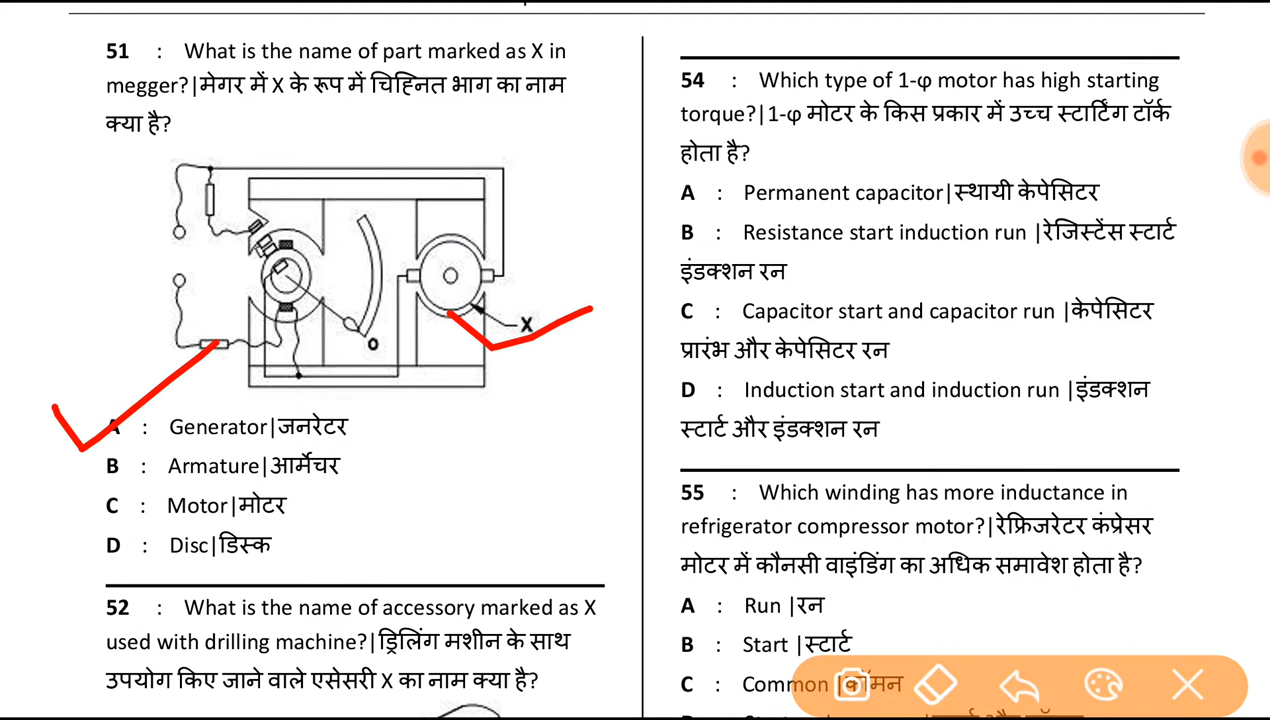 51 : What is the name of part marked as X in
megger?|मेगर में X के रूप में चिह्नित भाग का नाम
क्या है?
X
O
A : Generator|जनरेटर
B : Armature|आर्मेचर
C : Motor|मोटर
D : Disc|डिस्क
52 : What is the name of accessory marked as X
used with drilling machine?|ड्रिलिंग मशीन के साथ
उपयोग किए जाने वाले एसेसरी X का नाम क्या है?
54 : Which type of 1-φ motor has high starting
torque?|1-φ मोटर के किस प्रकार में उच्च स्टार्टिंग टॉर्क
होता है?
A : Permanent capacitor|स्थायी केपेसिटर
B : Resistance start induction run |रेजिस्टेंस स्टार्ट
इंडक्शन रन
C : Capacitor start and capacitor run |केपेसिटर
प्रारंभ और केपेसिटर रन
D : Induction start and induction run |इंडक्शन
स्टार्ट और इंडक्शन रन
55 : Which winding has more inductance in
refrigerator compressor motor?|रेफ्रिजरेटर कंप्रेसर
मोटर में कौनसी वाइंडिंग का अधिक समावेश होता है?
A : Run |रन
B : Start |स्टार्ट
C : Common |कॉमन